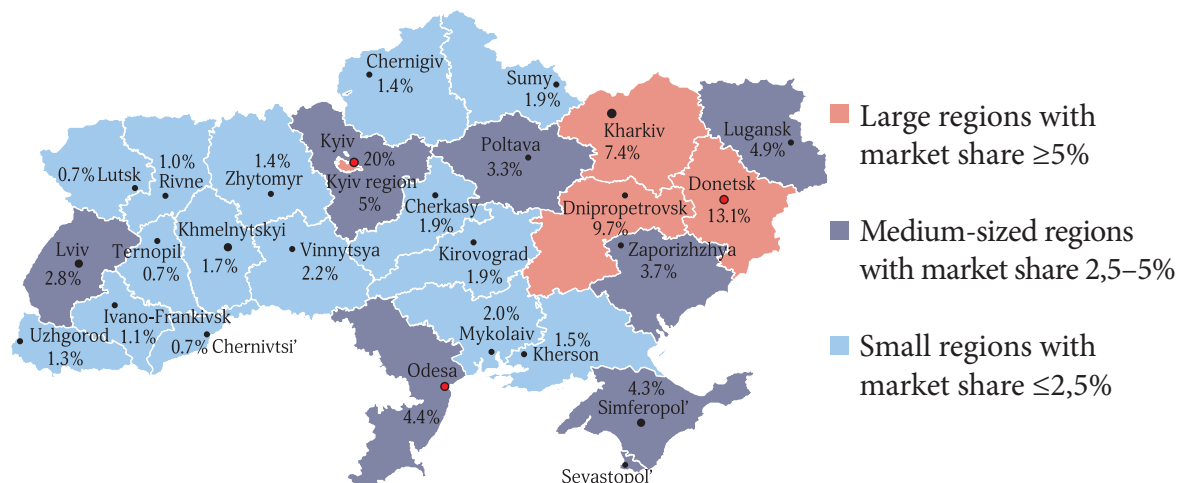 Chernigiv
1.4%
Sumy
1.9%
Kharkiv
7.4%
Lugansk
4.9%
Kyiv
20%
Kyiv region
5%
Poltava
3.3%
1.4%
Zhytomyr
1.0%
Rivne
0.7% Lutsk
Donetsk
13.1%
Cherkasy
1.9%
Dnipropetrovsk
9.7%
Lviv
2.8%
Ternopil
0.7%
Khmelnytskyi
1.7%
Vinnytsya
2.2%
Kirovograd
1.9%
Zaporizhzhya
3.7%
Ivano-Frankivsk
1.1%
Uzhgorod
1.3%
0.7% Chernivtsi’
2.0%
Mykolaiv
1.5%
Kherson
Odesa
4.4%
4.3%
Simferopol’
Sevastopol’
Large regions with
market share ≥5%
Medium-sized regions
with market share 2,5–5%
Small regions with
market share ≤2,5%